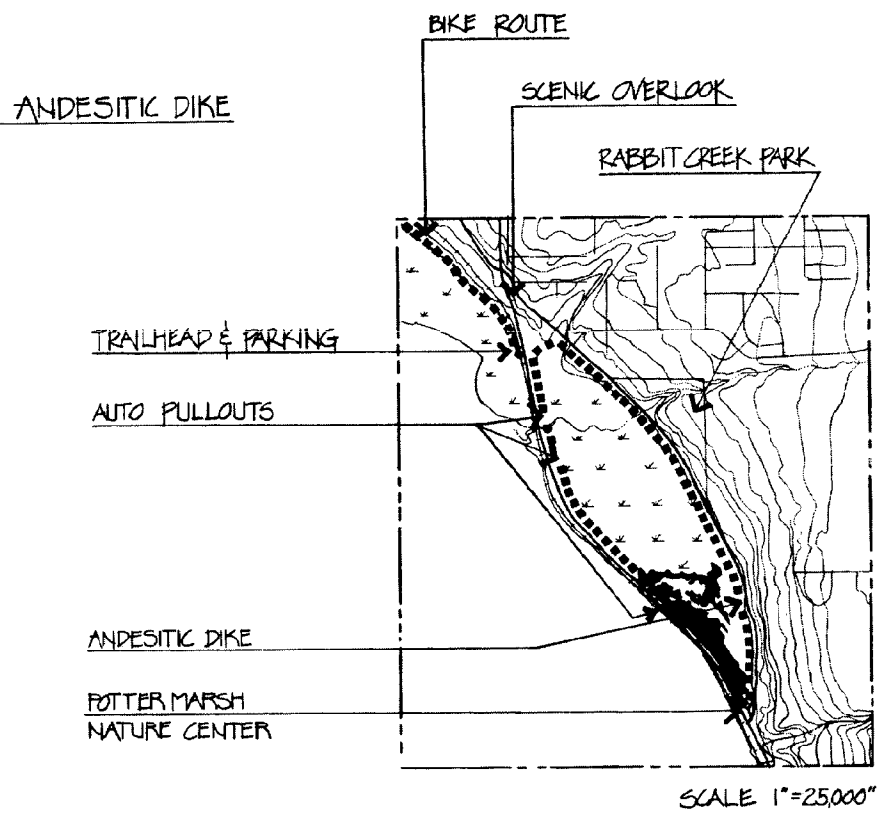 BIKE ROUTE
ANDESITIC DIKE
SCENIC OVERLOOK
RABBIT CREEK PARK
TRAILHEAD & PARKING
AUTO PULLOUTS
ANDESITIC DIKE
POTTER MARSH
NATURE CENTER
SCALE 1"=25,000"